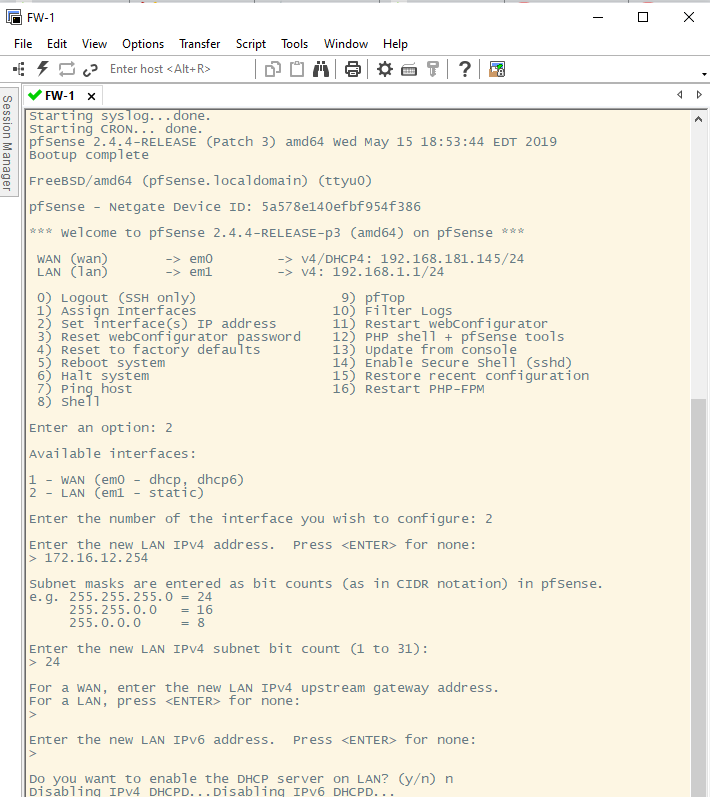 FW-1
File Edit View Options Transfer Script Tools Window Help
Enter host <Alt+R>
Session Manager
FW-1
Starting syslog...done.
Starting CRON... done.
pfSense 2.4.4-RELEASE (Patch 3) amd64 Wed May 15 18:53:44 EDT 2019
Bootup complete
FreeBSD/amd64 (pfSense.localdomain) (ttyu0)
pfSense - Netgate Device ID: 5a578e140efbf954f386
*** Welcome to pfSense 2.4.4-RELEASE-p3 (amd64) on pfSense ***
WAN (wan) -> em0 -> v4/DHCP4: 192.168.181.145/24
LAN (lan) -> em1 -> v4: 192.168.1.1/24
0) Logout (SSH only) 9) pfTop
1) Assign Interfaces 10) Filter Logs
2) Set interface(s) IP address 11) Restart webConfigurator
3) Reset webConfigurator password 12) PHP shell + pfSense tools
4) Reset to factory defaults 13) Update from console
5) Reboot system 14) Enable Secure Shell (sshd)
6) Halt system 15) Restore recent configuration
7) Ping host 16) Restart PHP-FPM
8) Shell
Enter an option: 2
Available interfaces:
1 - WAN (em0 - dhcp, dhcp6)
2 - LAN (em1 - static)
Enter the number of the interface you wish to configure: 2
Enter the new LAN IPv4 address.  Press <ENTER> for none:
> 172.16.12.254
Subnet masks are entered as bit counts (as in CIDR notation) in pfSense.
e.g. 255.255.255.0 = 24
255.255.0.0 = 16
255.0.0.0 = 8
Enter the new LAN IPv4 subnet bit count (1 to 31):
> 24
For a WAN, enter the new LAN IPv4 upstream gateway address.
For a LAN, press <ENTER> for none:
>
Enter the new LAN IPv6 address.  Press <ENTER> for none:
>
Do you want to enable the DHCP server on LAN? (y/n) n
Disabling IPv4 DHCPD...Disabling IPv6 DHCPD...